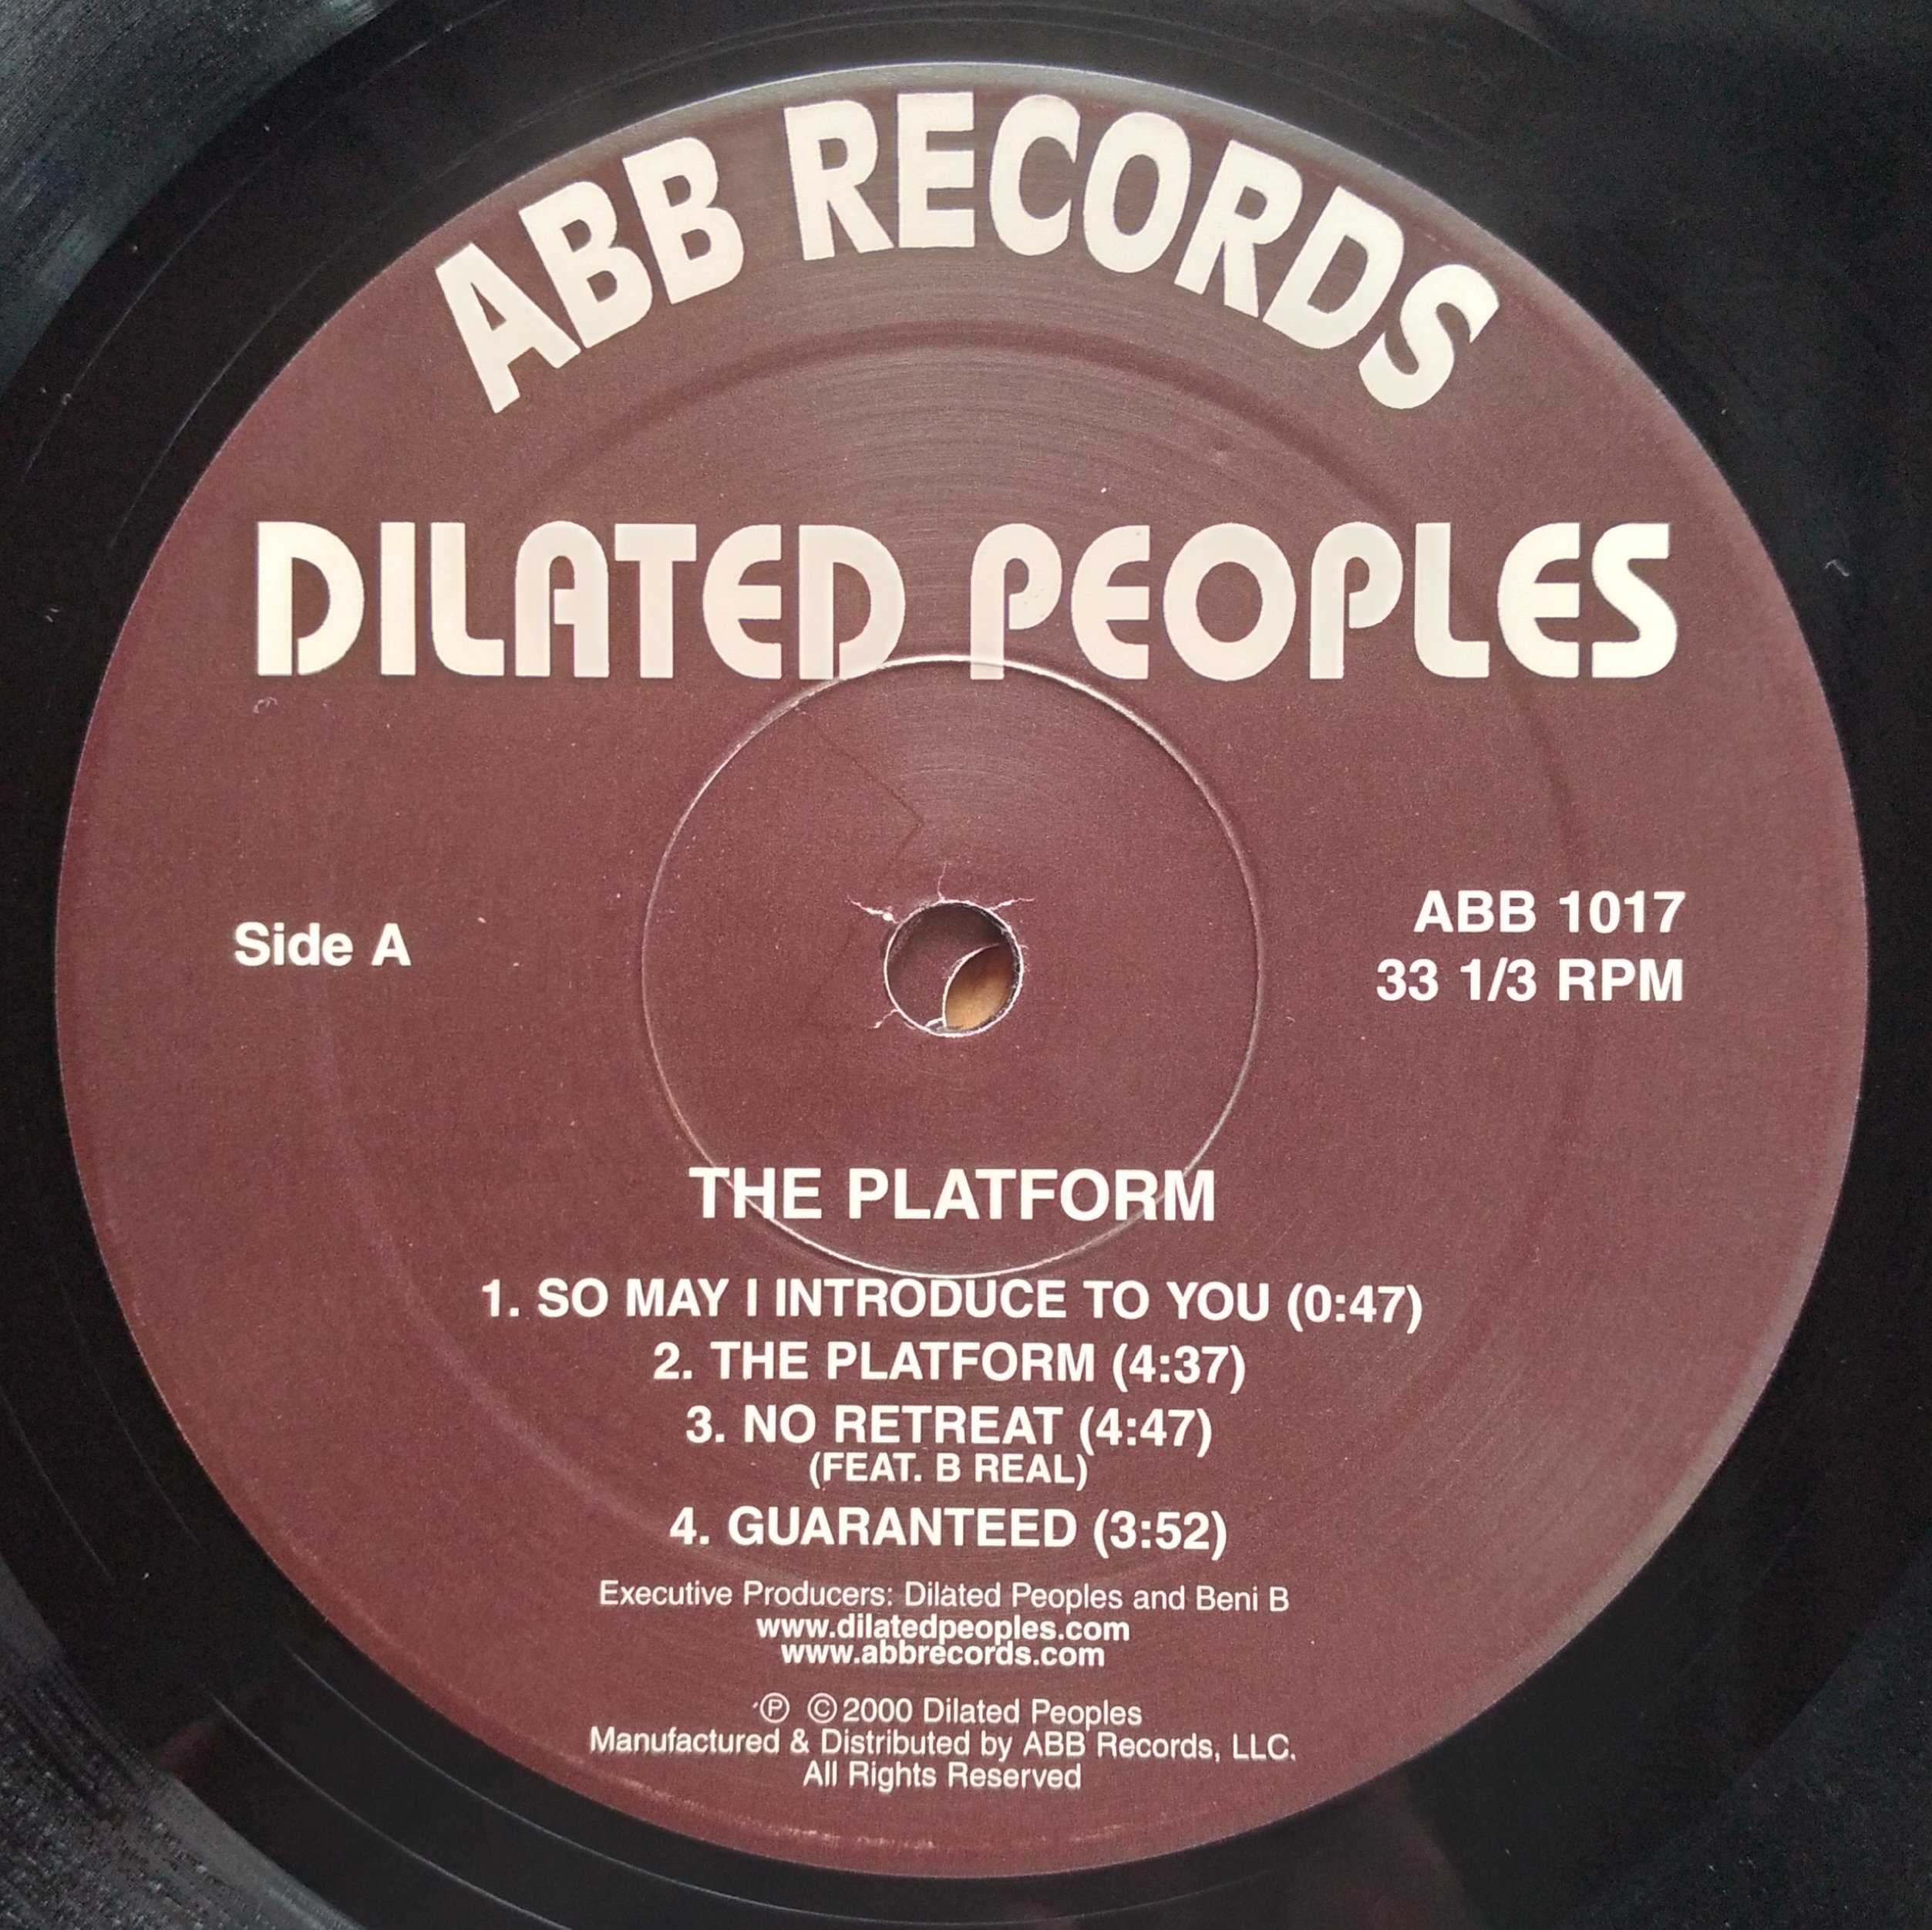 ABB RECORDS
DILATED PEOPLES
Side A
ABB 1017
33 1/3 RPM
THE PLATFORM
1. SO MAY I INTRODUCE TO YOU (0:47)
2. THE PLATFORM (4:37)
3. NO RETREAT (4:47)
(FEAT. B REAL)
4. GUARANTEED (3:52)
Executive Producers: Dilated Peoples and Beni B
www.dilatedpeoples.com
www.abbrecords.com
℗ © 2000 Dilated Peoples
Manufactured & Distributed by ABB Records, LLC.
All Rights Reserved